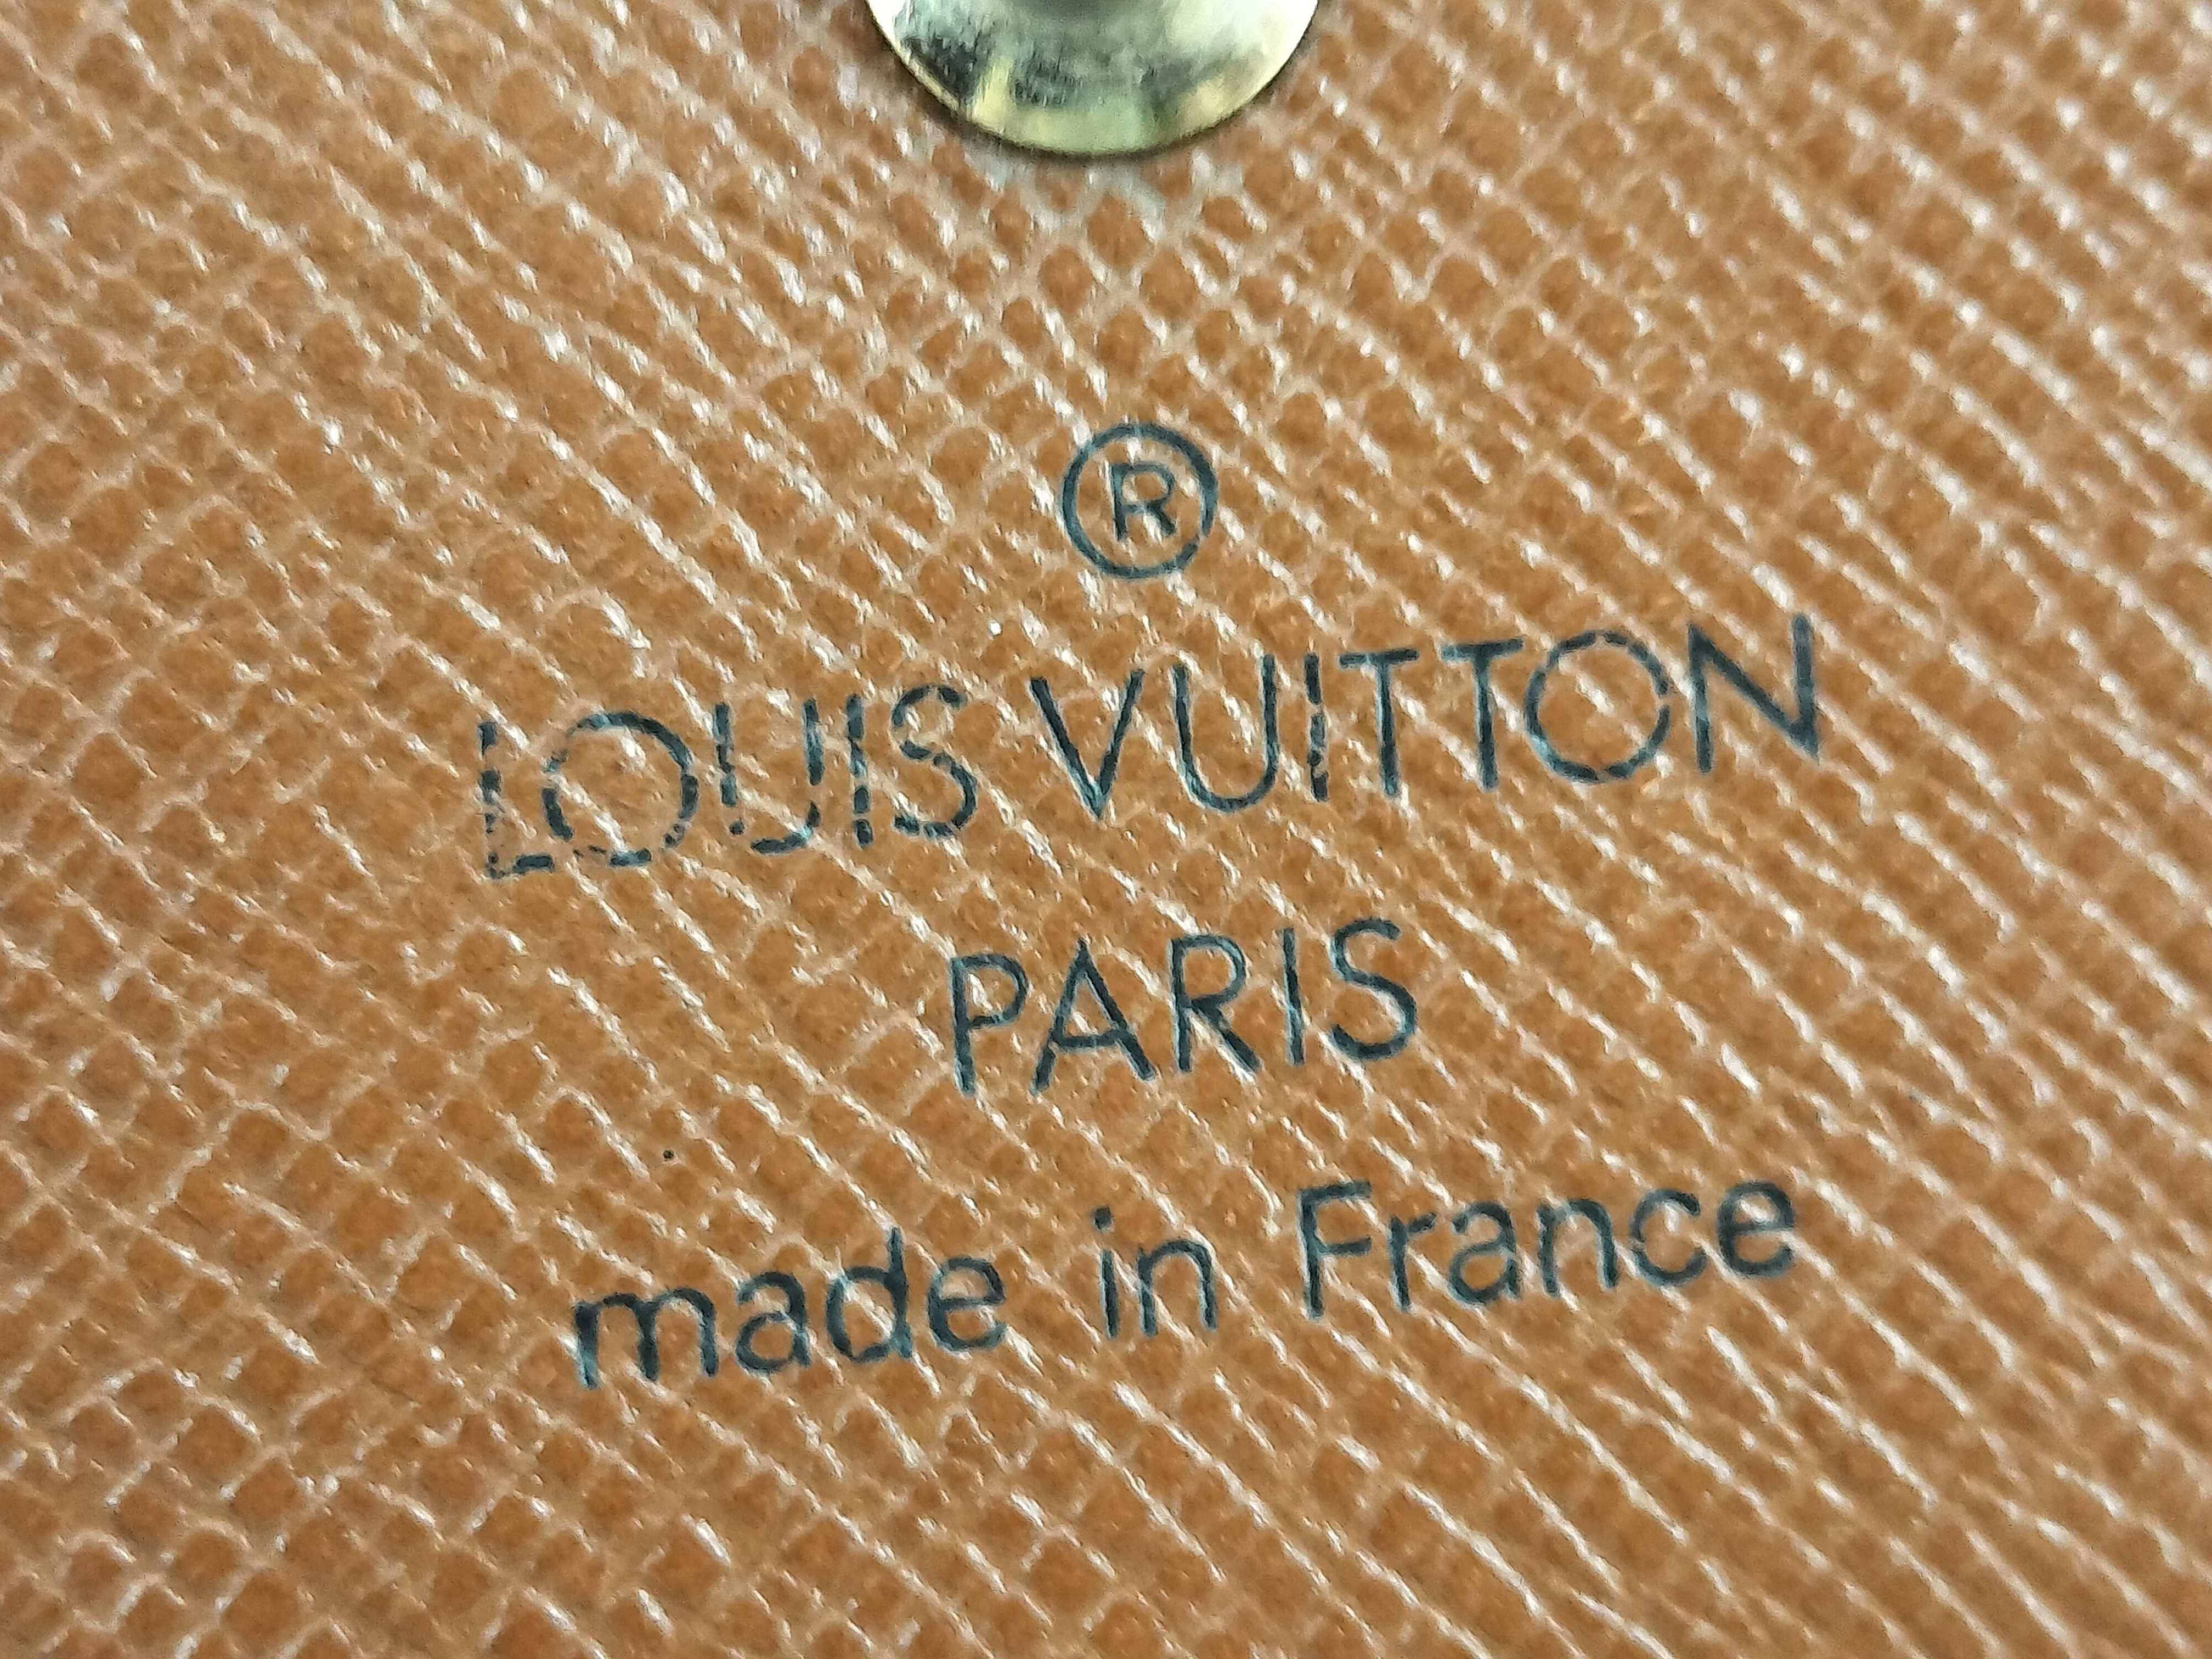 ®
LOUIS VUITTON
PARIS
made in France